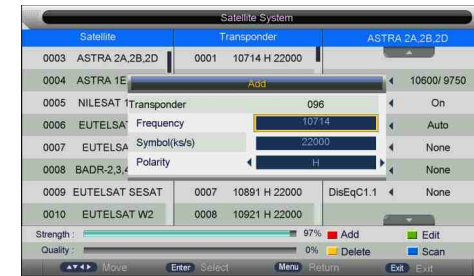 Satellite System
Satellite Transponder ASTRA 2A,2B,2D
0003 ASTRA 2A,2B,2D 0001 10714 H 22000
0004 ASTRA 1E 10600/ 9750
Add
0005 NILESAT 1 Transponder 096 On
0006 EUTELSA Frequency 10714 Auto
0007 EUTELSA Symbol(ks/s) 22000 None
0008 BADR-2,3,4 Polarity H None
0009 EUTELSAT SESAT 0007 10891 H 22000 DisEqC1.1 None
0010 EUTELSAT W2 0008 10921 H 22000
Strength : 97% Add Edit
Quality : 0% Delete Scan
Move Enter Select Menu Return Exit Exit